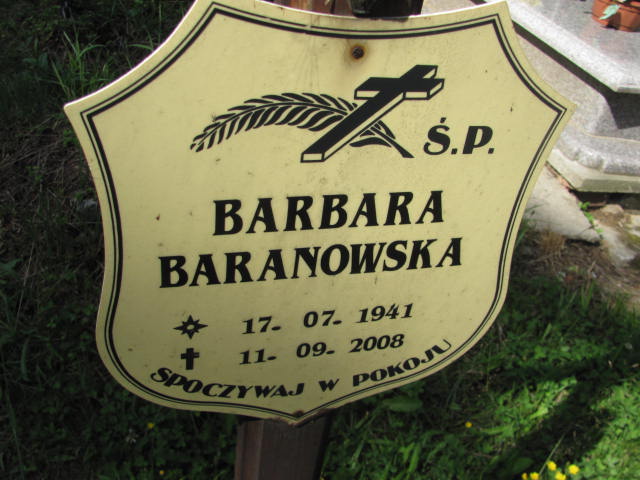 Ś.P.
BARBARA
BARANOWSKA
17- 07- 1941
11- 09- 2008
SPOCZYWAJ W POKOJU